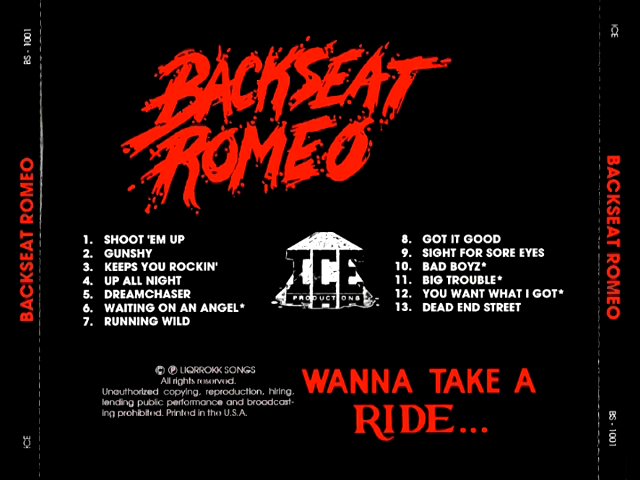 BS - 1001
BACKSEAT ROMEO
ICE
BACKSEAT
ROMEO
1. SHOOT 'EM UP
2. GUNSHY
3. KEEPS YOU ROCKIN'
4. UP ALL NIGHT
5. DREAMCHASER
6. WAITING ON AN ANGEL*
7. RUNNING WILD
ICE
PRODUCTIONS
8. GOT IT GOOD
9. SIGHT FOR SORE EYES
10. BAD BOYZ*
11. BIG TROUBLE*
12. YOU WANT WHAT I GOT*
13. DEAD END STREET
© ℗ LIQRROKK SONGS
All rights reserved.
Unauthorized copying, reproduction, hiring,
lending public performance and broadcast-
ing prohibited. Printed in the U.S.A.
WANNA TAKE A
RIDE...
ICE
BACKSEAT ROMEO
BS - 1001